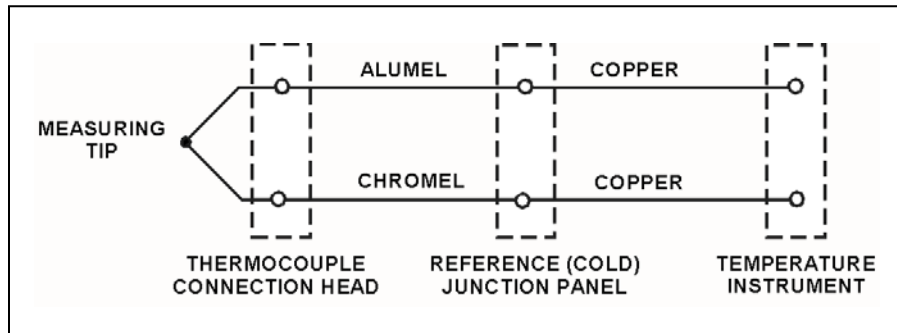 ALUMEL
COPPER
MEASURING
TIP
CHROMEL
COPPER
THERMOCOUPLE
CONNECTION HEAD
REFERENCE (COLD)
JUNCTION PANEL
TEMPERATURE
INSTRUMENT